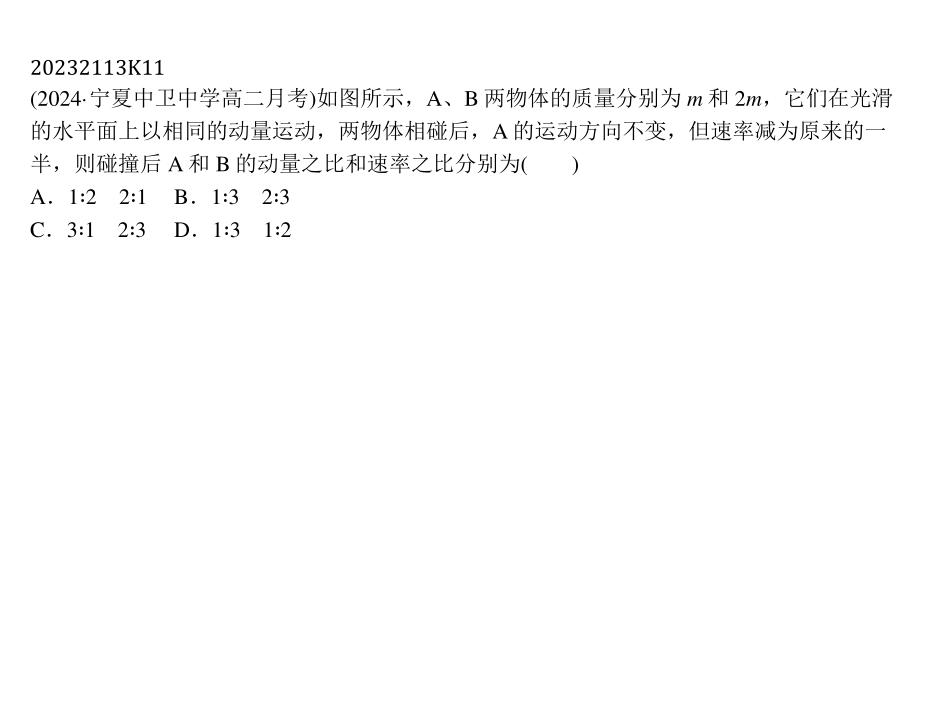 20232113K11
(2024·宁夏中卫中学高二月考)如图所示，A、B 两物体的质量分别为 m 和 2m，它们在光滑
的水平面上以相同的动量运动，两物体相碰后，A 的运动方向不变，但速率减为原来的一
半，则碰撞后 A 和 B 的动量之比和速率之比分别为(　　)
A．1∶2　2∶1　B．1∶3　2∶3
C．3∶1　2∶3　D．1∶3　1∶2